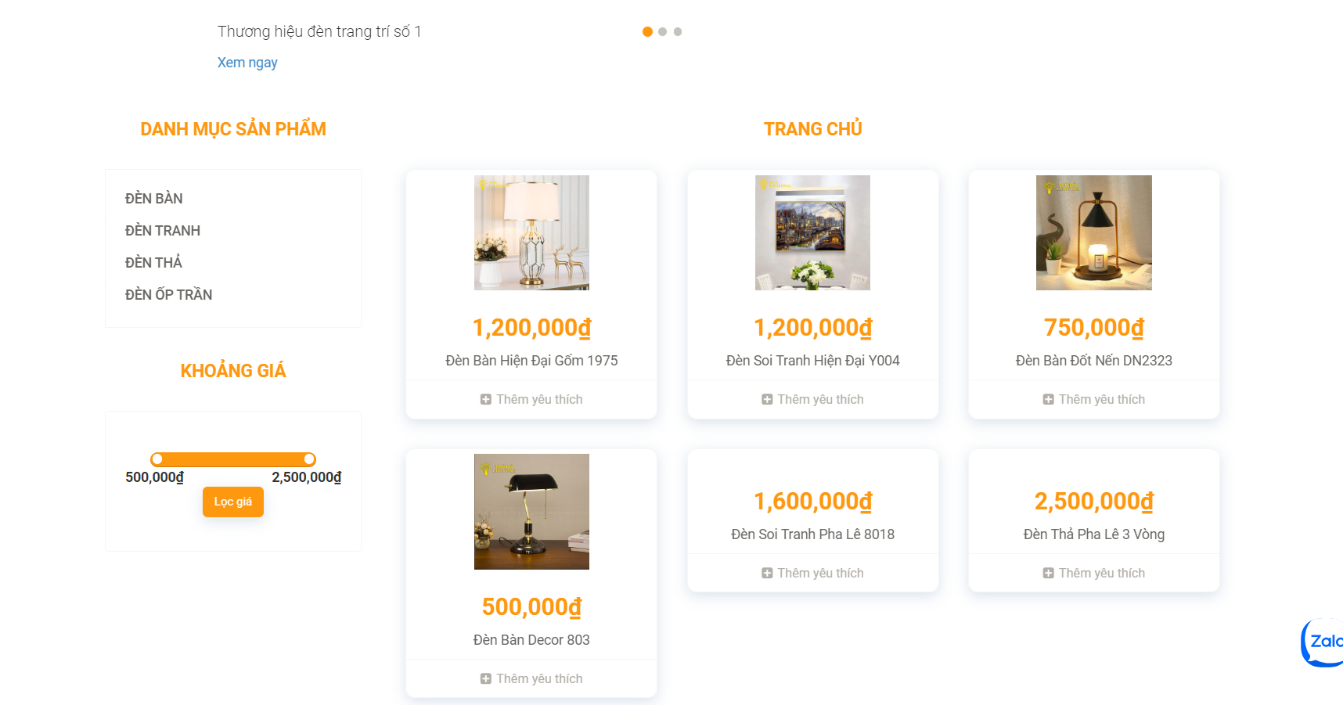 Thương hiệu đèn trang trí số 1
Xem ngay
DANH MỤC SẢN PHẨM
ĐÈN BÀN
ĐÈN TRANH
ĐÈN THẢ
ĐÈN ỐP TRẦN
KHOẢNG GIÁ
500,000₫ 2,500,000₫
Lọc giá
TRANG CHỦ
1,200,000₫
Đèn Bàn Hiện Đại Gốm 1975
Thêm yêu thích
1,200,000₫
Đèn Soi Tranh Hiện Đại Y004
Thêm yêu thích
750,000₫
Đèn Bàn Đốt Nến DN2323
Thêm yêu thích
500,000₫
Đèn Bàn Decor 803
Thêm yêu thích
1,600,000₫
Đèn Soi Tranh Pha Lê 8018
Thêm yêu thích
2,500,000₫
Đèn Thả Pha Lê 3 Vòng
Thêm yêu thích